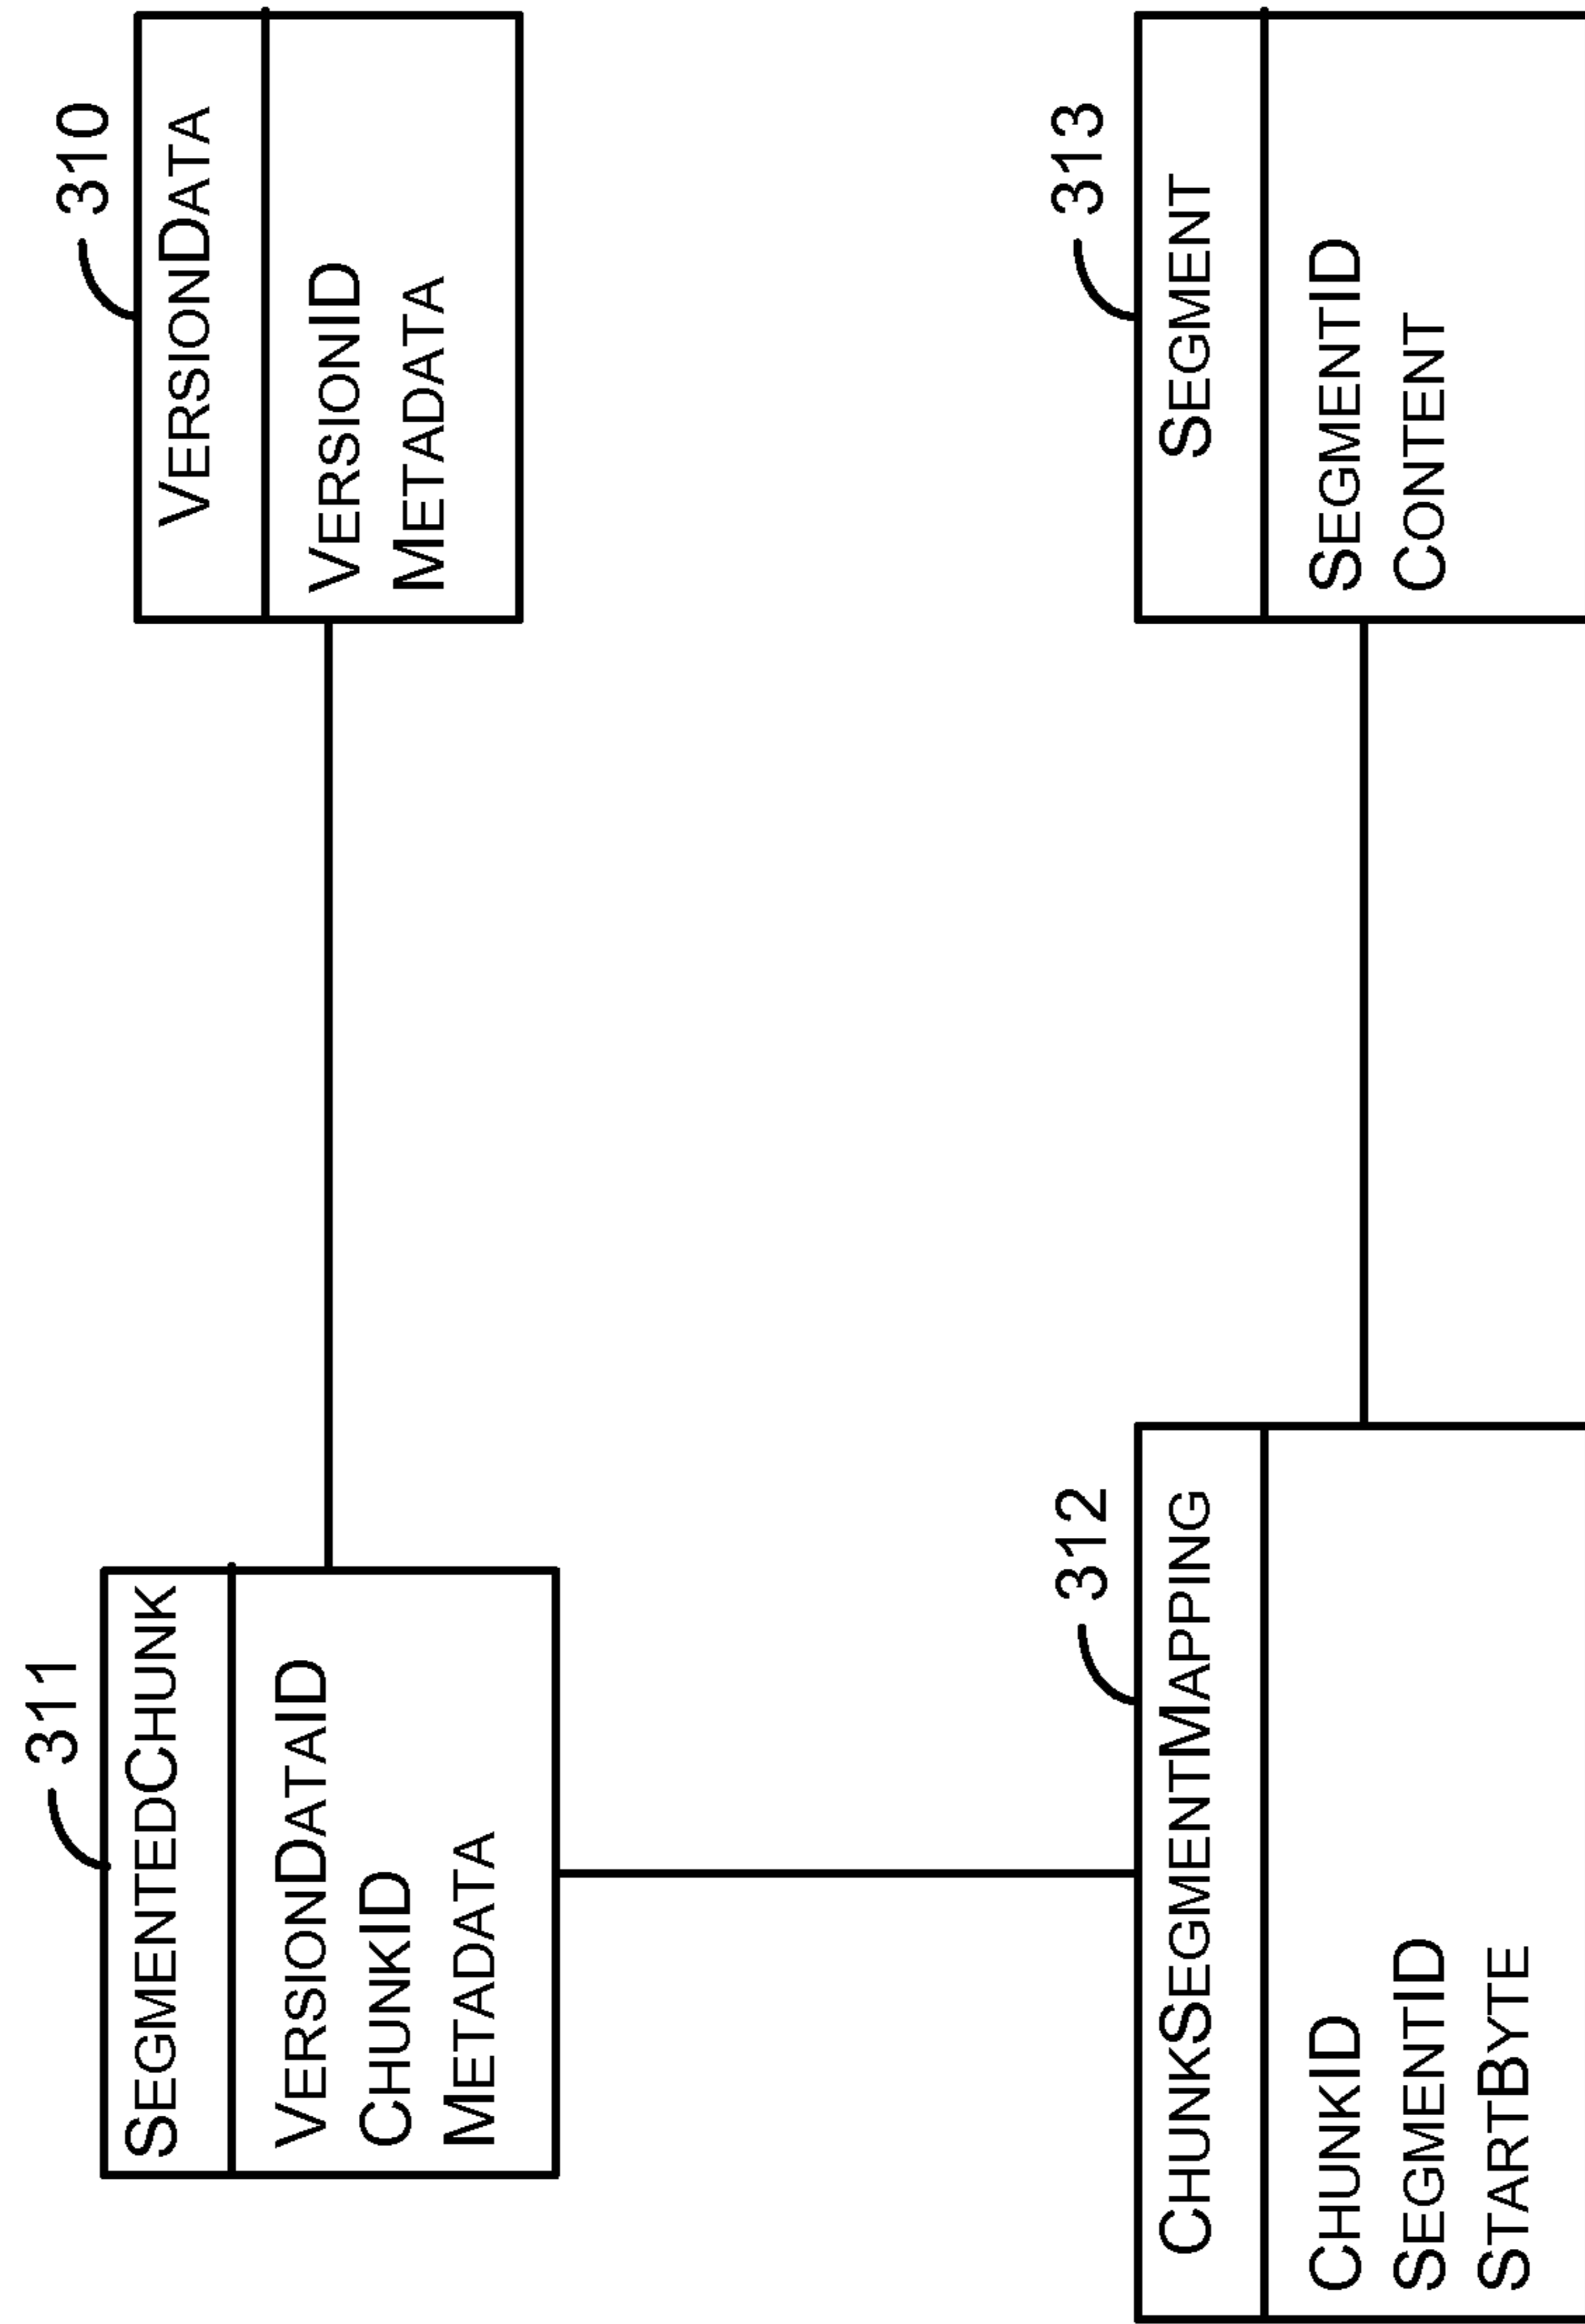 311
SegmentedChunk
VersionDataID
ChunkID
Metadata
310
VersionData
VersionID
Metadata
312
ChunkSegmentMapping
ChunkID
SegmentID
StartByte
313
Segment
SegmentID
Content